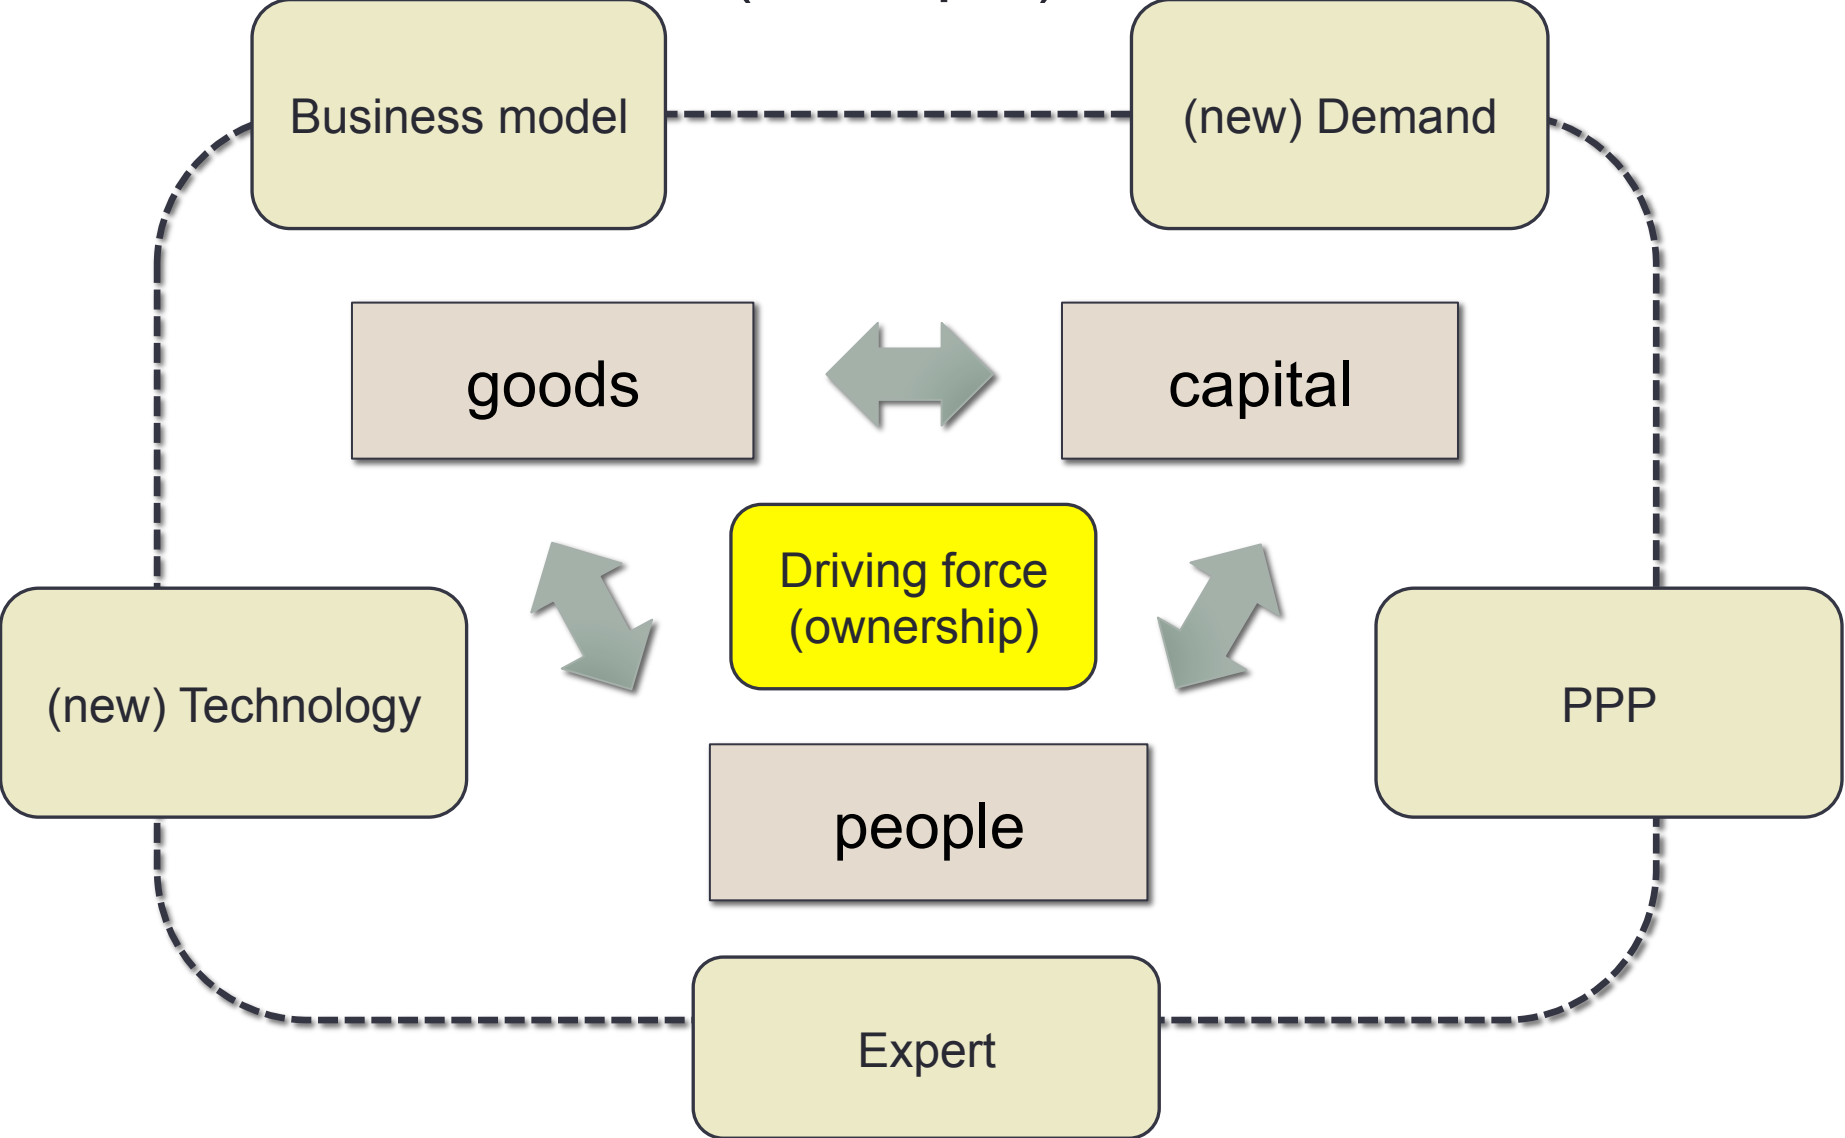 Business model
(new) Demand
goods
capital
Driving force
(ownership)
(new) Technology
PPP
people
Expert